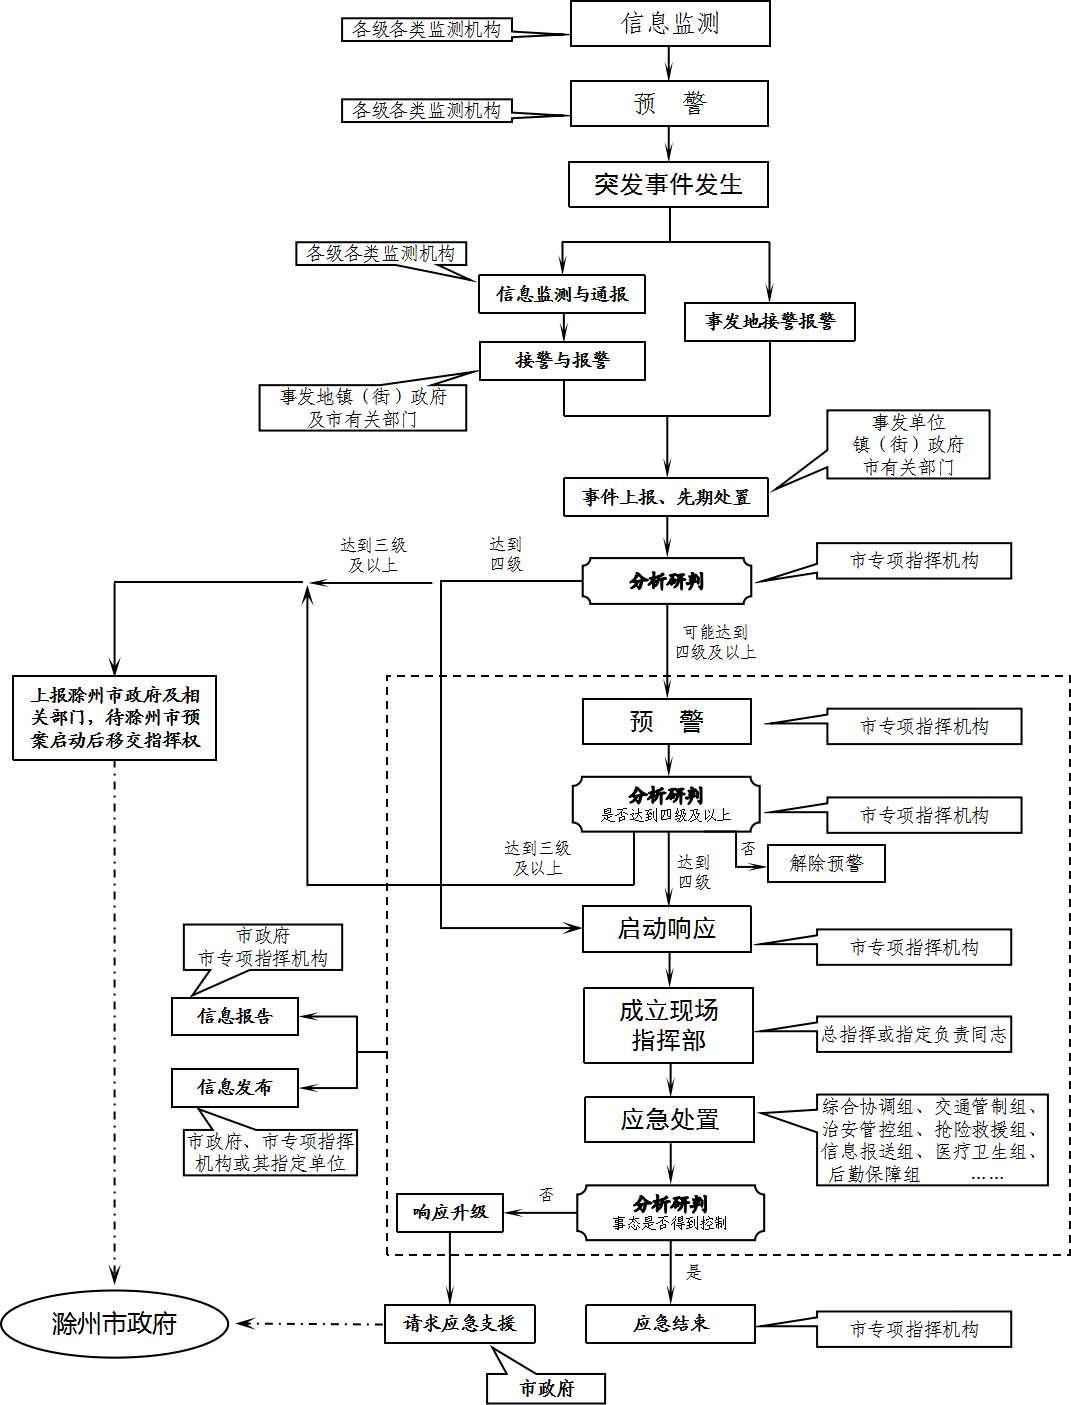 信息监测
各级各类监测机构
预　警
各级各类监测机构
突发事件发生
各级各类监测机构
信息监测与通报
事发地接警报警
接警与报警
事发地镇（街）政府
及市有关部门
事发单位
镇（街）政府
市有关部门
事件上报、先期处置
达到三级
及以上
达到
四级
分析研判
市专项指挥机构
可能达到
四级及以上
上报滁州市政府及相
关部门，待滁州市预
案启动后移交指挥权
预　警
市专项指挥机构
分析研判
是否达到四级及以上
市专项指挥机构
达到三级
及以上
达到
四级
否
解除预警
启动响应
市专项指挥机构
市政府
市专项指挥机构
信息报告
成立现场
指挥部
总指挥或指定负责同志
信息发布
市政府、市专项指挥
机构或其指定单位
应急处置
综合协调组、交通管制组、
治安管控组、抢险救援组、
信息报送组、医疗卫生组、
后勤保障组　　……
响应升级
否
分析研判
事态是否得到控制
是
滁州市政府
请求应急支援
应急结束
市专项指挥机构
市政府